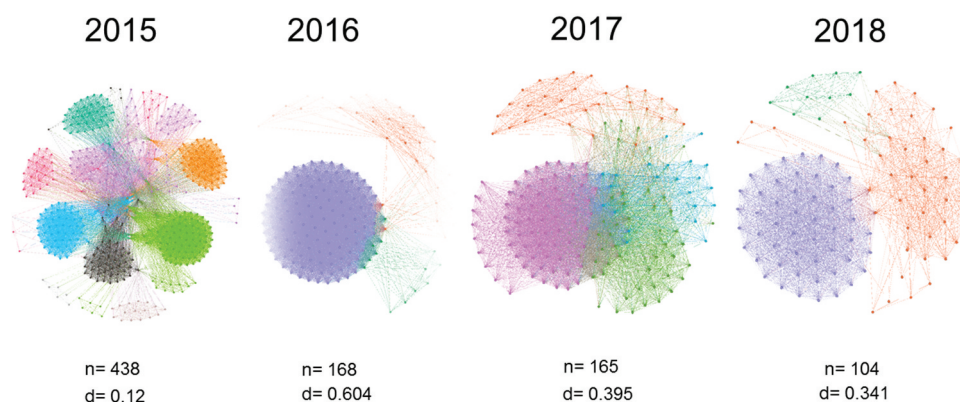 2015 2016 2017 2018
n= 438 n= 168 n= 165 n= 104
d= 0.12 d= 0.604 d= 0.395 d= 0.341